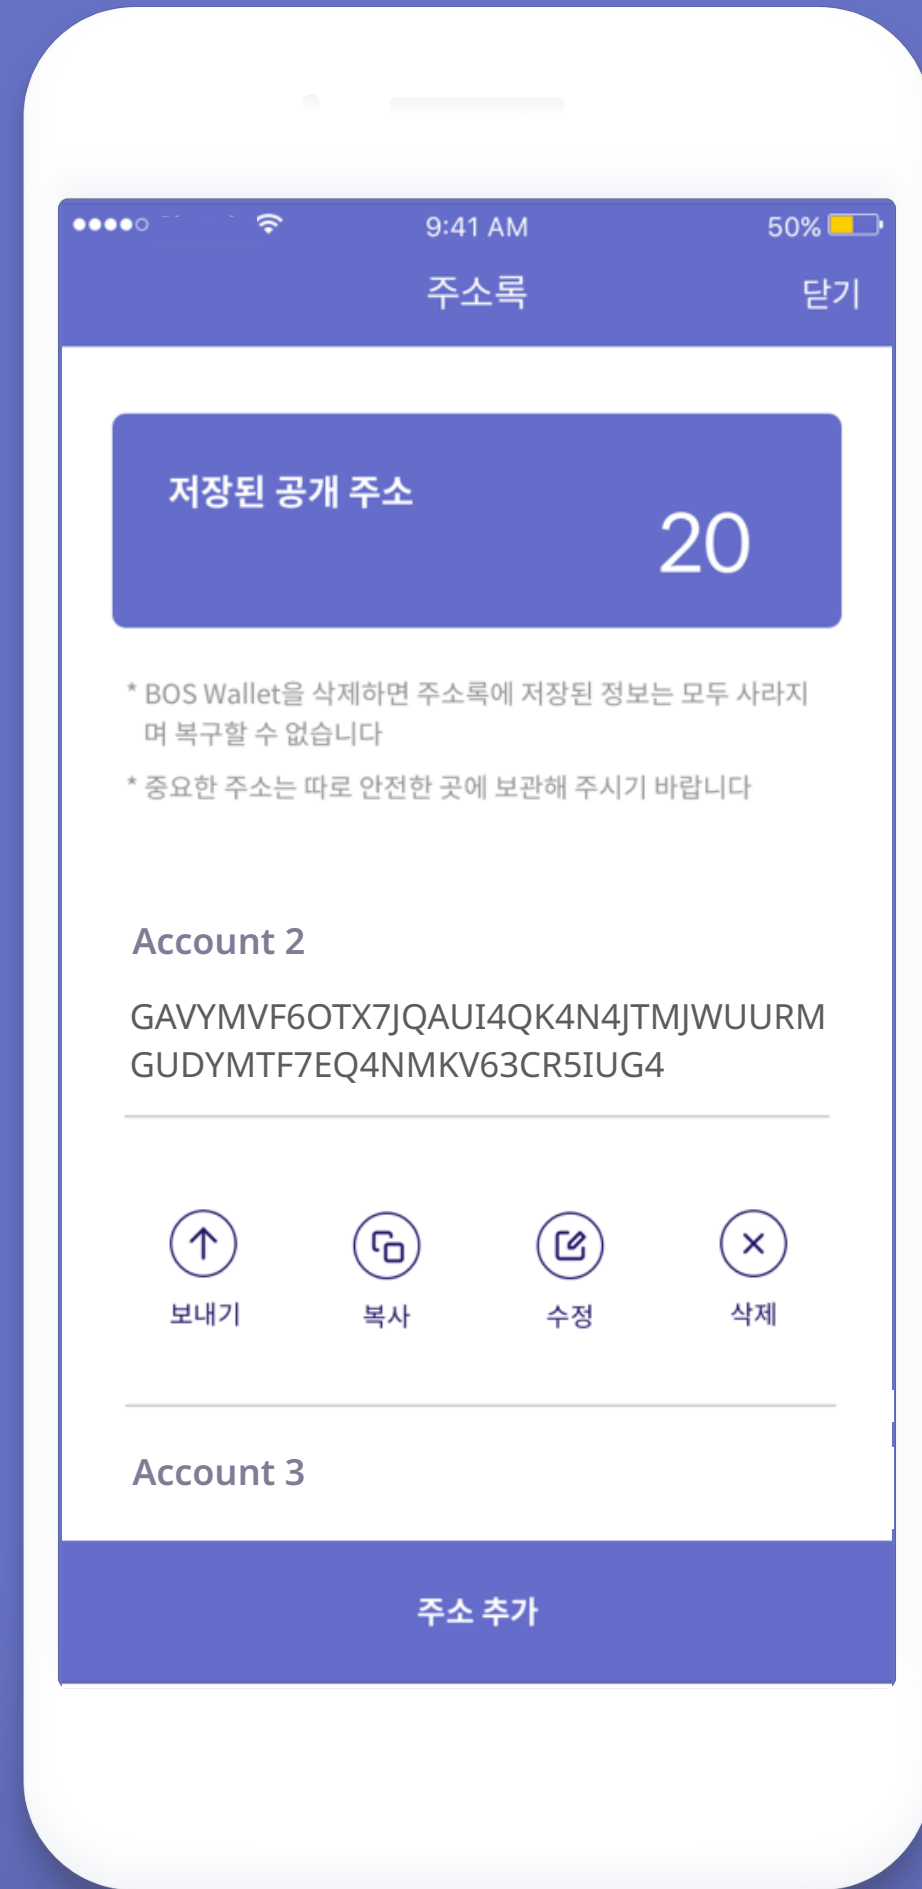 9:41 AM
50%
주소록
닫기
저장된 공개 주소
20
* BOS Wallet을 삭제하면 주소록에 저장된 정보는 모두 사라지
며 복구할 수 없습니다
* 중요한 주소는 따로 안전한 곳에 보관해 주시기 바랍니다
Account 2
GAVYMVF6OTX7JQAUI4QK4N4JTMJWUURM
GUDYMTF7EQ4NMKV63CR5IUG4
보내기
복사
수정
삭제
Account 3
주소 추가